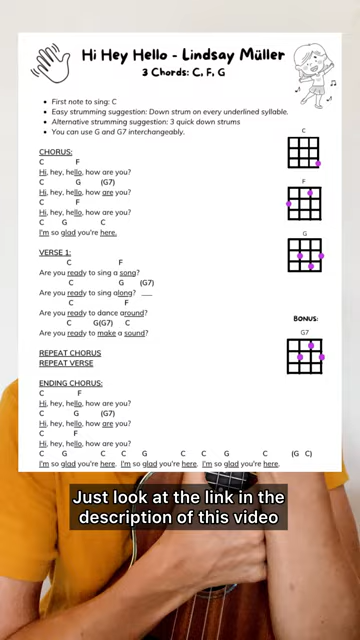 Hi Hey Hello - Lindsay Müller
3 Chords: C, F, G
First note to sing: C
Easy strumming suggestion: Down strum on every underlined syllable.
Alternative strumming suggestion: 3 quick down strums
You can use G and G7 interchangeably.
C
F
G
BONUS:
G7
CHORUS:
C F
Hi, hey, hello, how are you?
C G (G7)
Hi, hey, hello, how are you?
C F
Hi, hey, hello, how are you?
C G C
I'm so glad you're here.
VERSE 1:
C F
Are you ready to sing a song?
C G (G7)
Are you ready to sing along? ___
C F
Are you ready to dance around?
C G(G7) C
Are you ready to make a sound?
REPEAT CHORUS
REPEAT VERSE
ENDING CHORUS:
C F
Hi, hey, hello, how are you?
C G (G7)
Hi, hey, hello, how are you?
C F
Hi, hey, hello, how are you?
C G C C G C C G C (G C)
I'm so glad you're here. I'm so glad you're here. I'm so glad you're here.
Just look at the link in the
description of this video